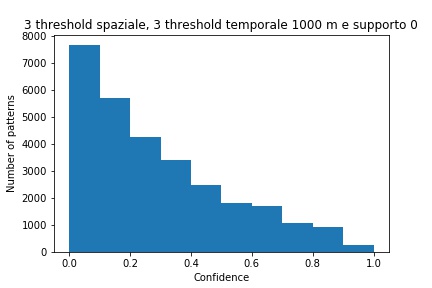 3 threshold spaziale, 3 threshold temporale 1000 m e supporto 0
8000
7000
6000
5000
4000
3000
2000
1000
0
Number of patterns
0.0 0.2 0.4 0.6 0.8 1.0
Confidence